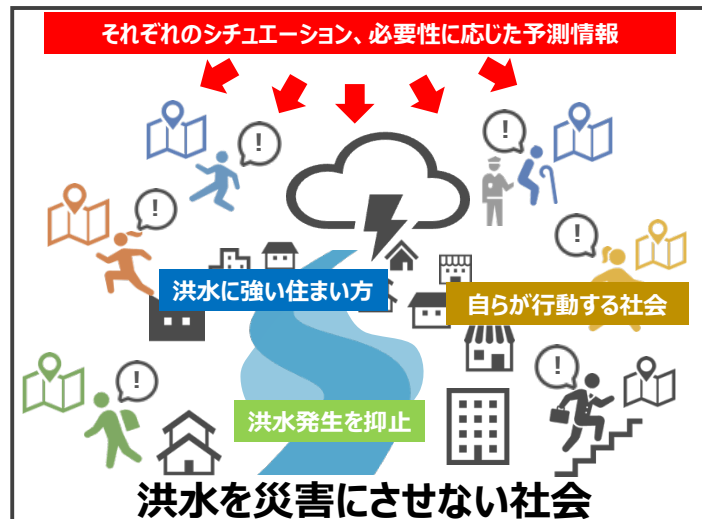 それぞれのシチュエーション、必要性に応じた予測情報
!
!
!
!
洪水に強い住まい方
自らが行動する社会
!
!
洪水発生を抑止
洪水を災害にさせない社会